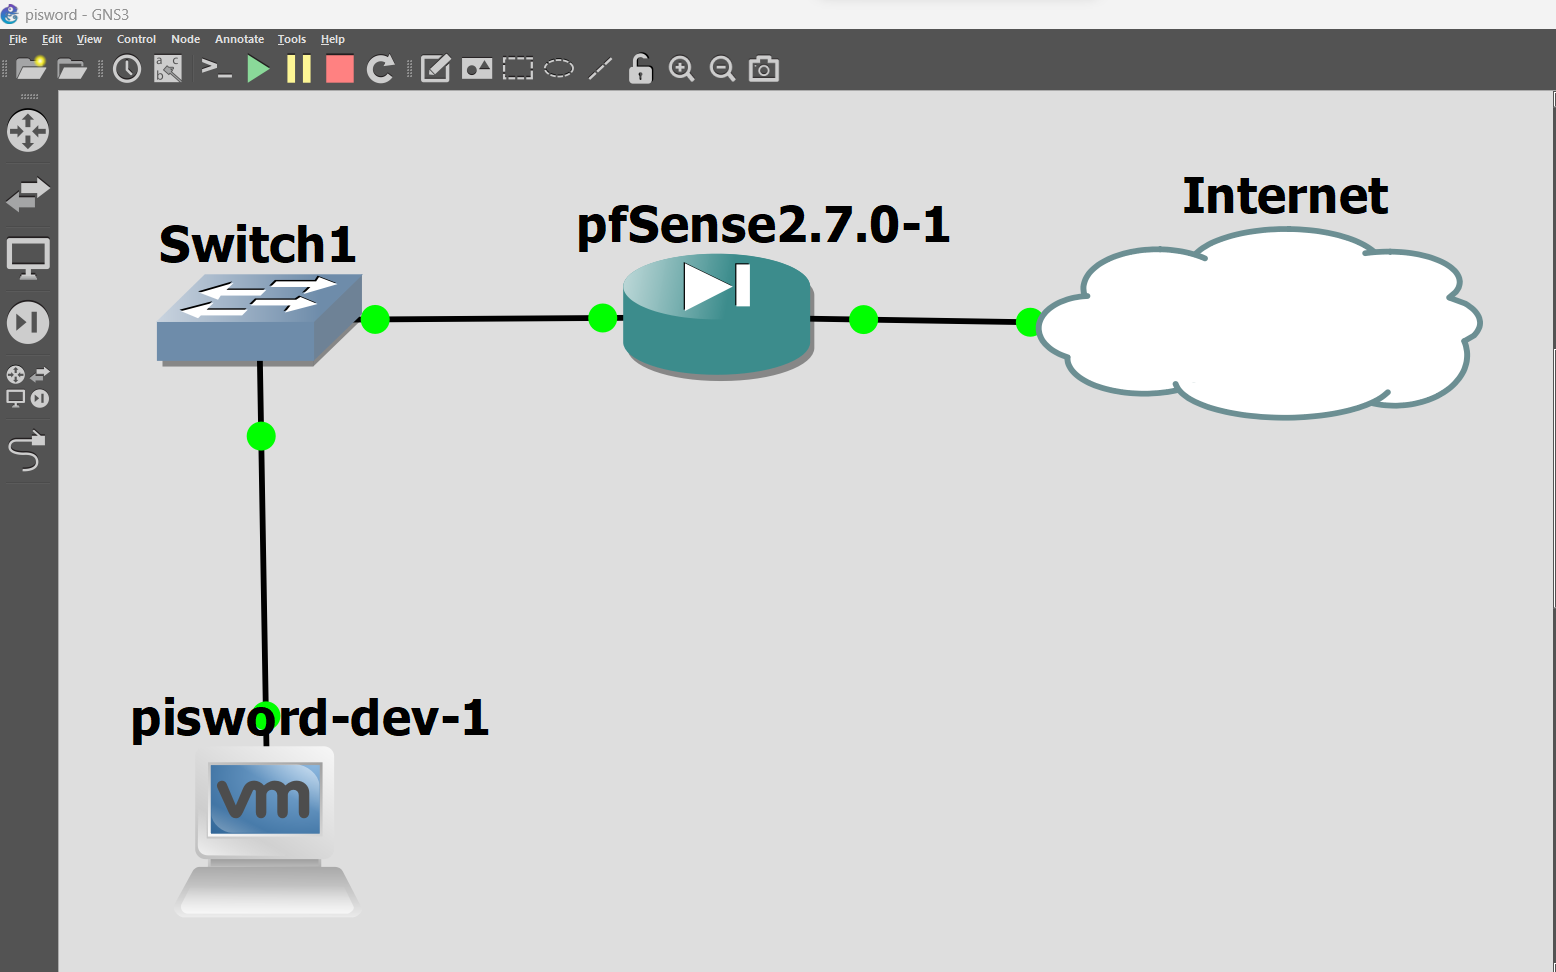 pisword - GNS3
File Edit View Control Node Annotate Tools Help
a c
b
Internet
pfSense2.7.0-1
Switch1
pisword-dev-1
vm